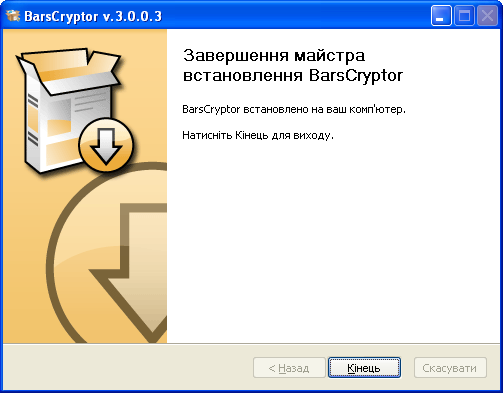 BarsCryptor v.3.0.0.3
Завершення майстра
встановлення BarsCryptor
BarsCryptor встановлено на ваш комп'ютер.
Натисніть Кінець для виходу.
< Назад
Кінець
Скасувати